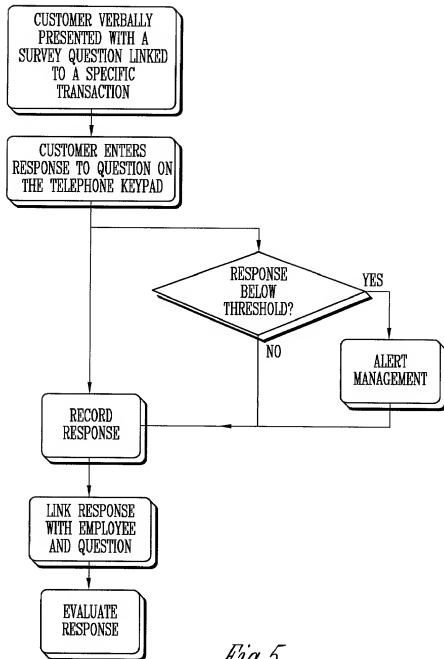 CUSTOMER VERBALLY
PRESENTED WITH A
SURVEY QUESTION LINKED
TO A SPECIFIC
TRANSACTION
CUSTOMER ENTERS
RESPONSE TO QUESTION ON
THE TELEPHONE KEYPAD
RESPONSE
BELOW
THRESHOLD?
YES
NO
ALERT
MANAGEMENT
RECORD
RESPONSE
LINK RESPONSE
WITH EMPLOYEE
AND QUESTION
EVALUATE
RESPONSE
Fig.5